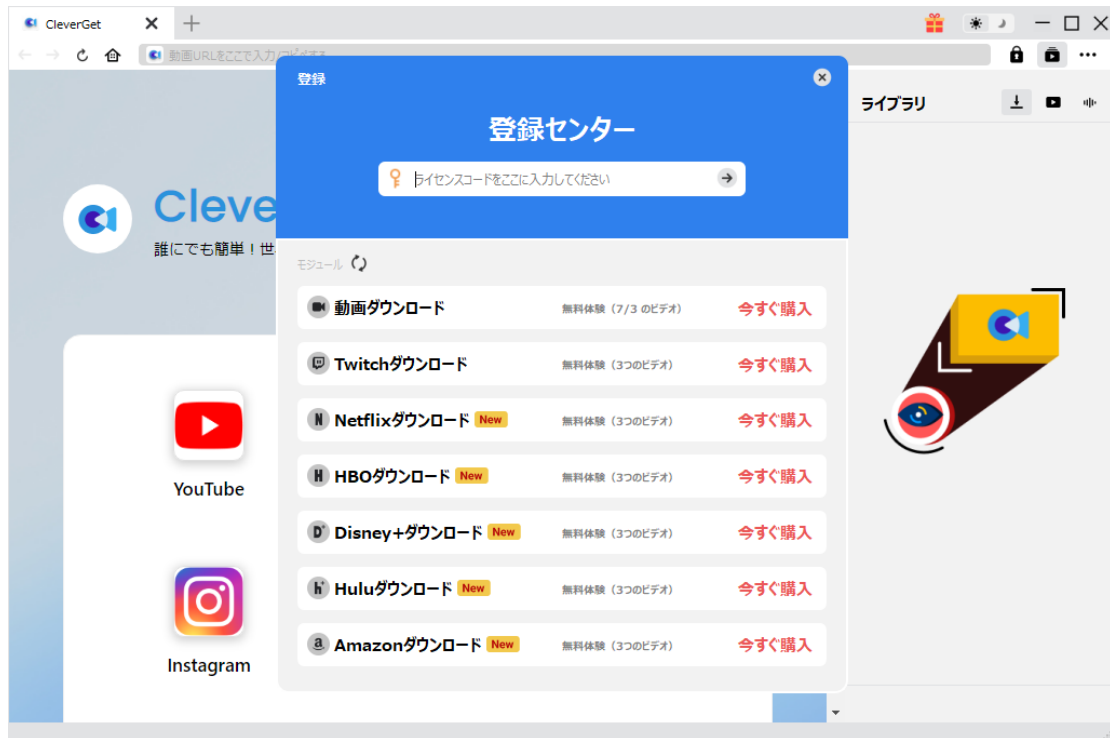 CleverGet
動画URLをここで入力/コピペする
登録
登録センター
ライセンスコードをここに入力してください
ライブラリ
Cleve
誰にでも簡単！世
モジュール
動画ダウンロード 無料体験（7/3 のビデオ） 今すぐ購入
Twitchダウンロード 無料体験（3つのビデオ） 今すぐ購入
Netflixダウンロード New 無料体験（3つのビデオ） 今すぐ購入
HBOダウンロード New 無料体験（3つのビデオ） 今すぐ購入
Disney+ダウンロード New 無料体験（3つのビデオ） 今すぐ購入
Huluダウンロード New 無料体験（3つのビデオ） 今すぐ購入
Amazonダウンロード New 無料体験（3つのビデオ） 今すぐ購入
YouTube
Instagram